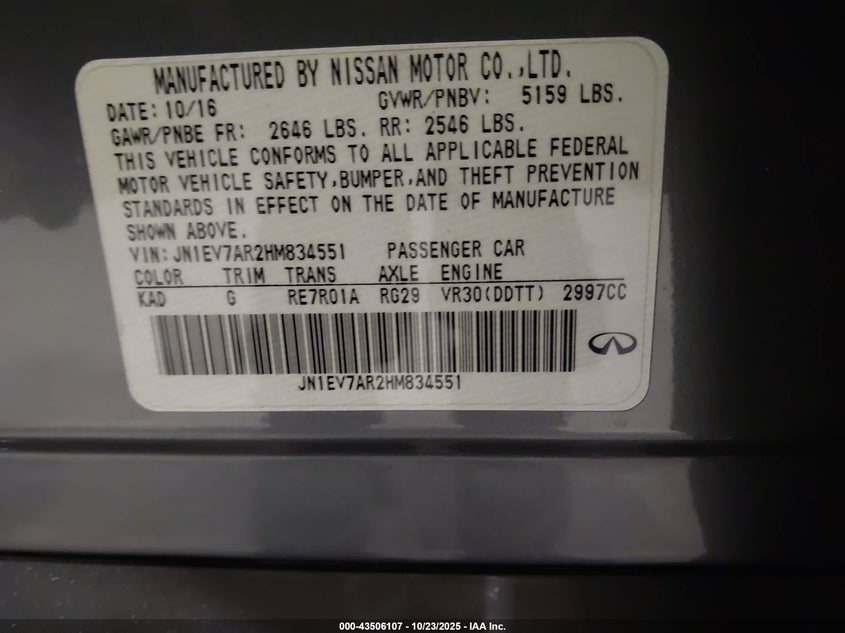 MANUFACTURED BY NISSAN MOTOR CO.,LTD.
DATE: 10/16 GVWR/PNBV: 5159 LBS.
GAWR/PNBE FR: 2646 LBS. RR: 2546 LBS.
THIS VEHICLE CONFORMS TO ALL APPLICABLE FEDERAL
MOTOR VEHICLE SAFETY,BUMPER,AND THEFT PREVENTION
STANDARDS IN EFFECT ON THE DATE OF MANUFACTURE
SHOWN ABOVE.
VIN:JN1EV7AR2HM834551 PASSENGER CAR
COLOR TRIM TRANS AXLE ENGINE
KAD G RE7R01A RG29 VR30(DDTT) 2997CC
JN1EV7AR2HM834551
000-43506107 - 10/23/2025 - IAA Inc.